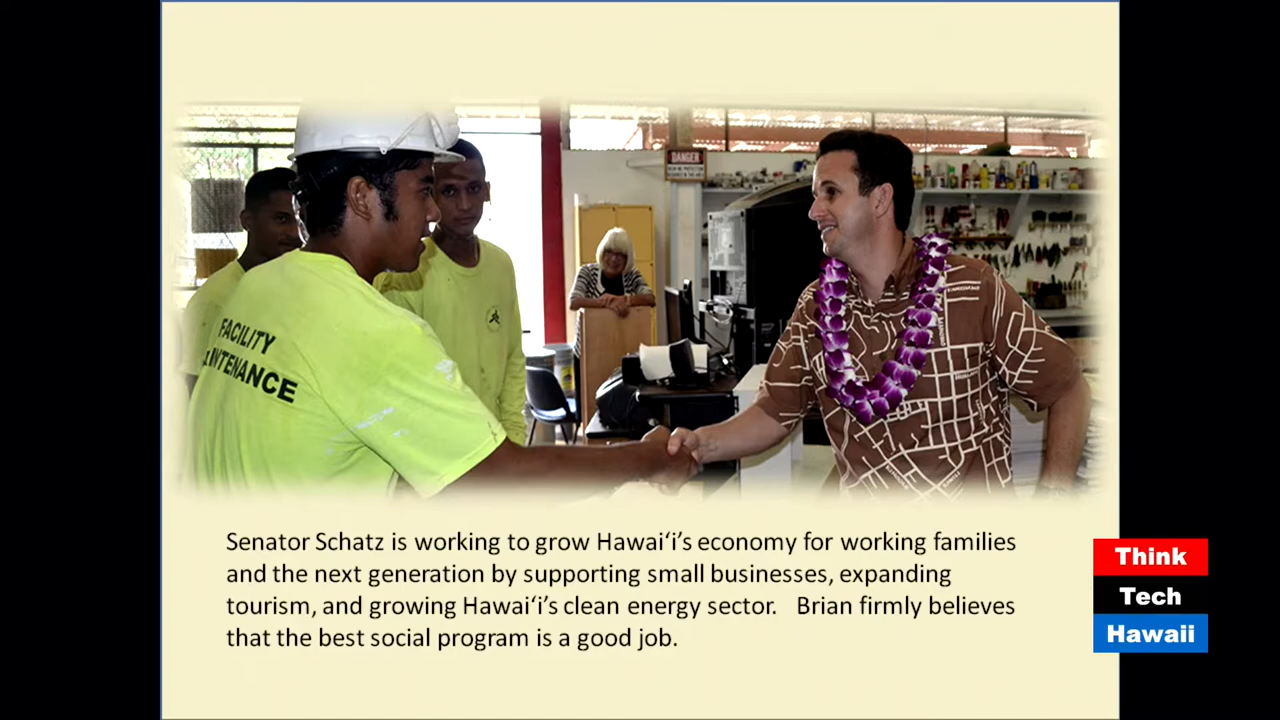 DANGER
FACILITY
MAINTENANCE
Senator Schatz is working to grow Hawai‘i’s economy for working families
and the next generation by supporting small businesses, expanding
tourism, and growing Hawai‘i’s clean energy sector.   Brian firmly believes
that the best social program is a good job.
Think
Tech
Hawaii